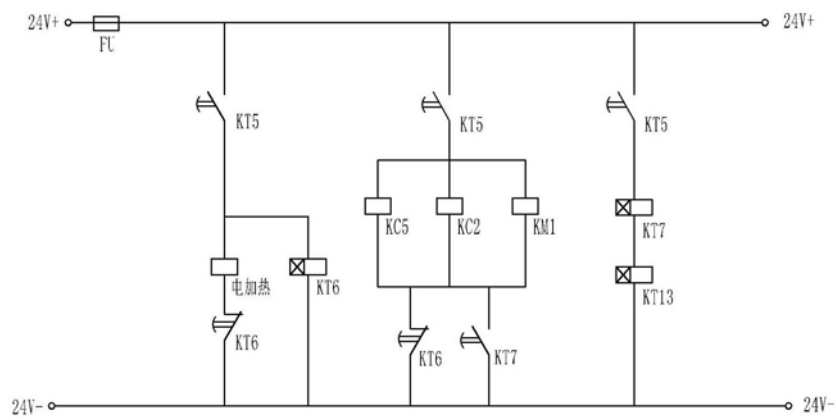 24V+
FU
24V+
KT5
KT5
KT5
KC5
KC2
KM1
KT7
电加热
KT6
KT13
KT6
KT6
KT7
24V-
24V-